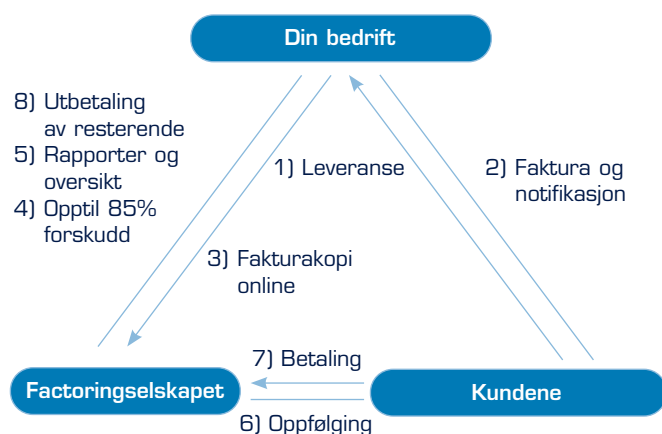 Din bedrift
8) Utbetaling
av resterende
5) Rapporter og
oversikt
4) Opptil 85%
forskudd
1) Leveranse
2) Faktura og
notifikasjon
3) Fakturakopi
online
7) Betaling
Factoringselskapet
Kundene
6) Oppfølging